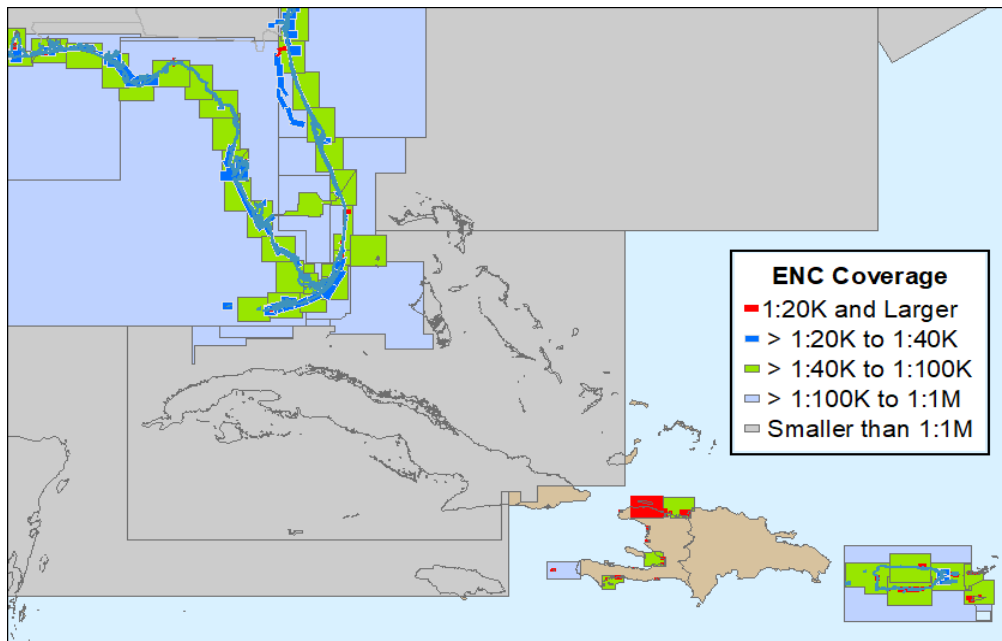 ENC Coverage
1:20K and Larger
> 1:20K to 1:40K
> 1:40K to 1:100K
> 1:100K to 1:1M
Smaller than 1:1M